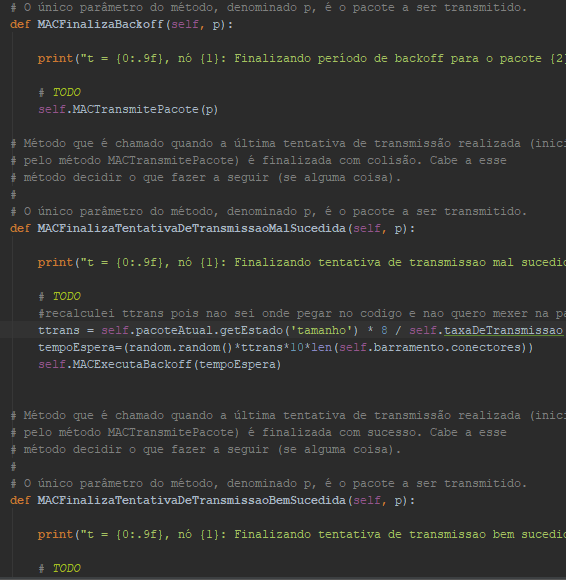 # O único parâmetro do método, denominado p, é o pacote a ser transmitido.
def MACFinalizaBackoff(self, p):
print("t = {0:.9f}, nó {1}: Finalizando período de backoff para o pacote {2}
# TODO
self.MACTransmitePacote(p)
# Método que é chamado quando a última tentativa de transmissão realizada (inic
# pelo método MACTransmitePacote) é finalizada com colisão. Cabe a esse
# método decidir o que fazer a seguir (se alguma coisa).
#
# O único parâmetro do método, denominado p, é o pacote a ser transmitido.
def MACFinalizaTentativaDeTransmissaoMalSucedida(self, p):
print("t = {0:.9f}, nó {1}: Finalizando tentativa de transmissao mal sucedid
# TODO
#recalculei ttrans pois nao sei onde pegar no codigo e nao quero mexer na pa
ttrans = self.pacoteAtual.getEstado('tamanho') * 8 / self.taxaDeTransmissao
tempoEspera=(random.random()*ttrans*10*len(self.barramento.conectores))
self.MACExecutaBackoff(tempoEspera)
# Método que é chamado quando a última tentativa de transmissão realizada (inic
# pelo método MACTransmitePacote) é finalizada com sucesso. Cabe a esse
# método decidir o que fazer a seguir (se alguma coisa).
#
# O único parâmetro do método, denominado p, é o pacote a ser transmitido.
def MACFinalizaTentativaDeTransmissaoBemSucedida(self, p):
print("t = {0:.9f}, nó {1}: Finalizando tentativa de transmissao bem sucedid
# TODO